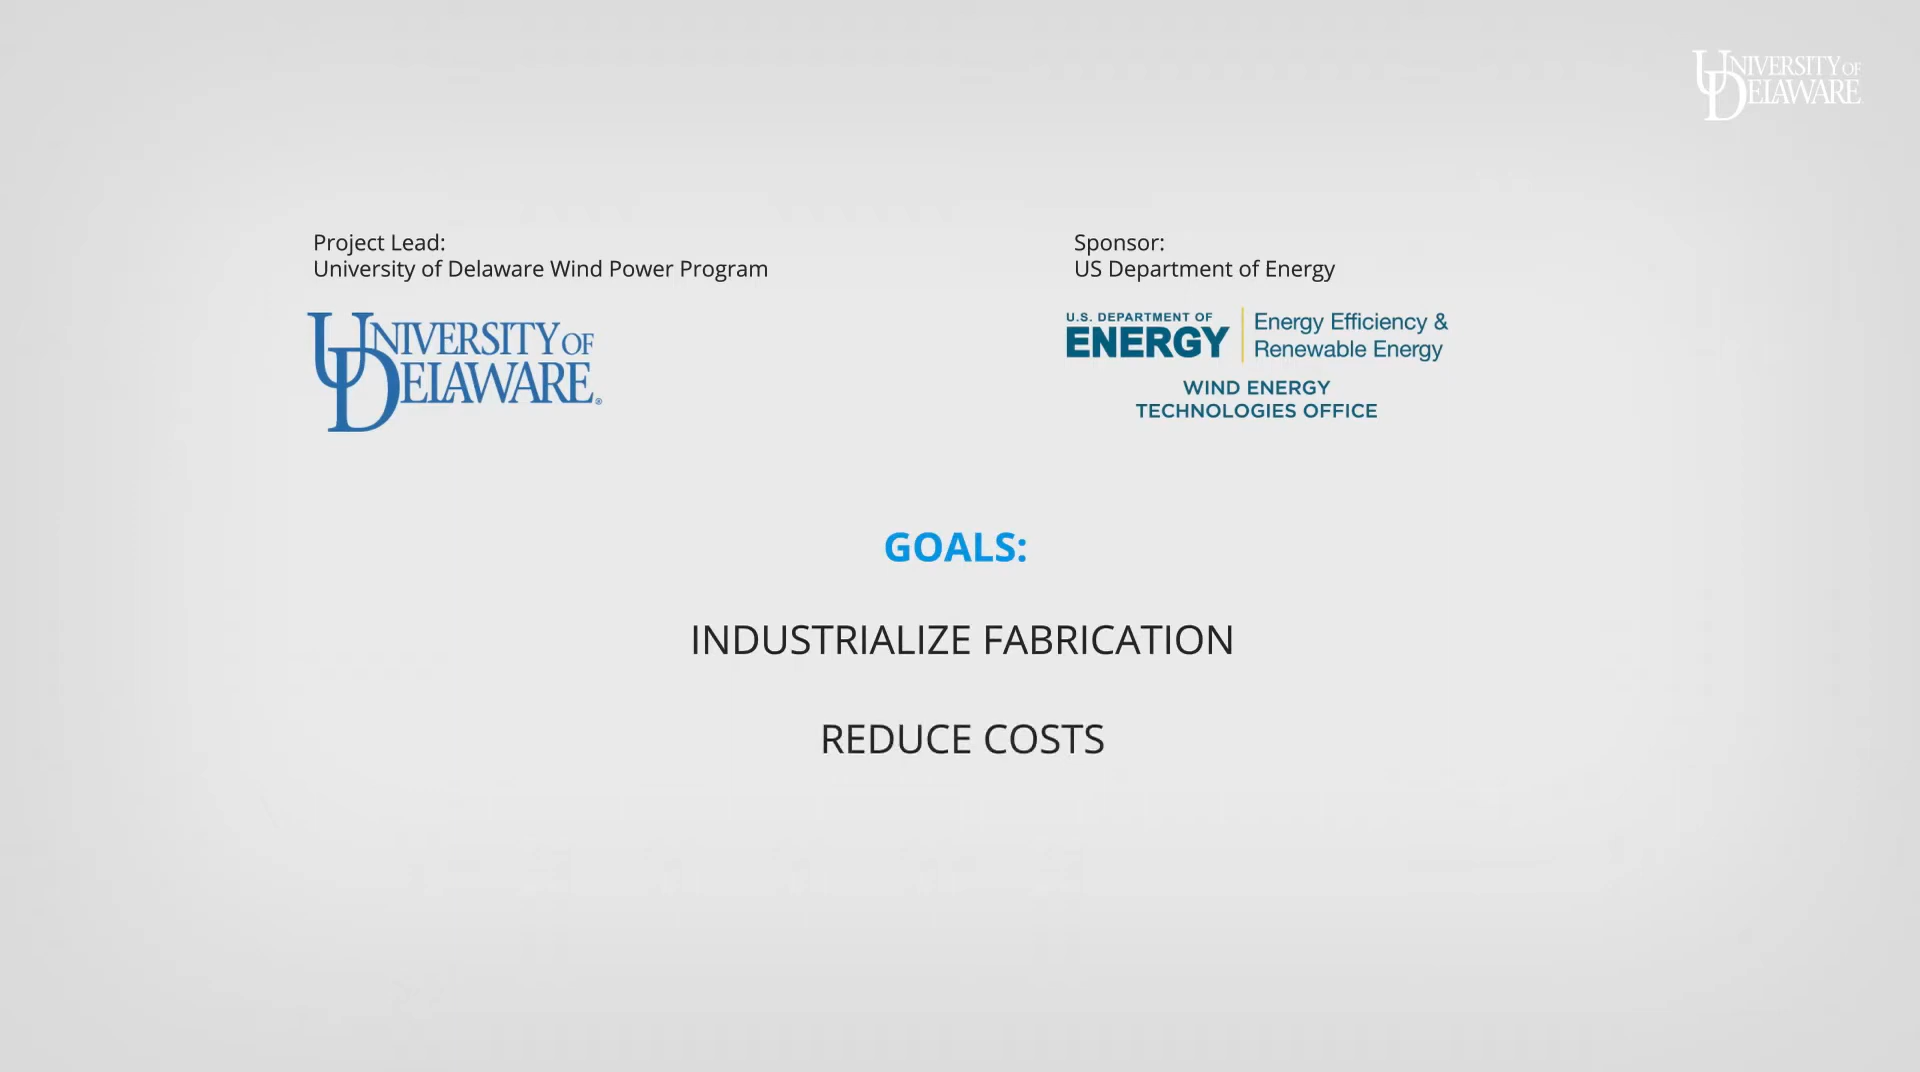 UNIVERSITY OF
DELAWARE
Project Lead:
University of Delaware Wind Power Program
UNIVERSITY OF
DELAWARE®
Sponsor:
US Department of Energy
U.S. DEPARTMENT OF
ENERGY
Energy Efficiency &
Renewable Energy
WIND ENERGY
TECHNOLOGIES OFFICE
GOALS:
INDUSTRIALIZE FABRICATION
REDUCE COSTS